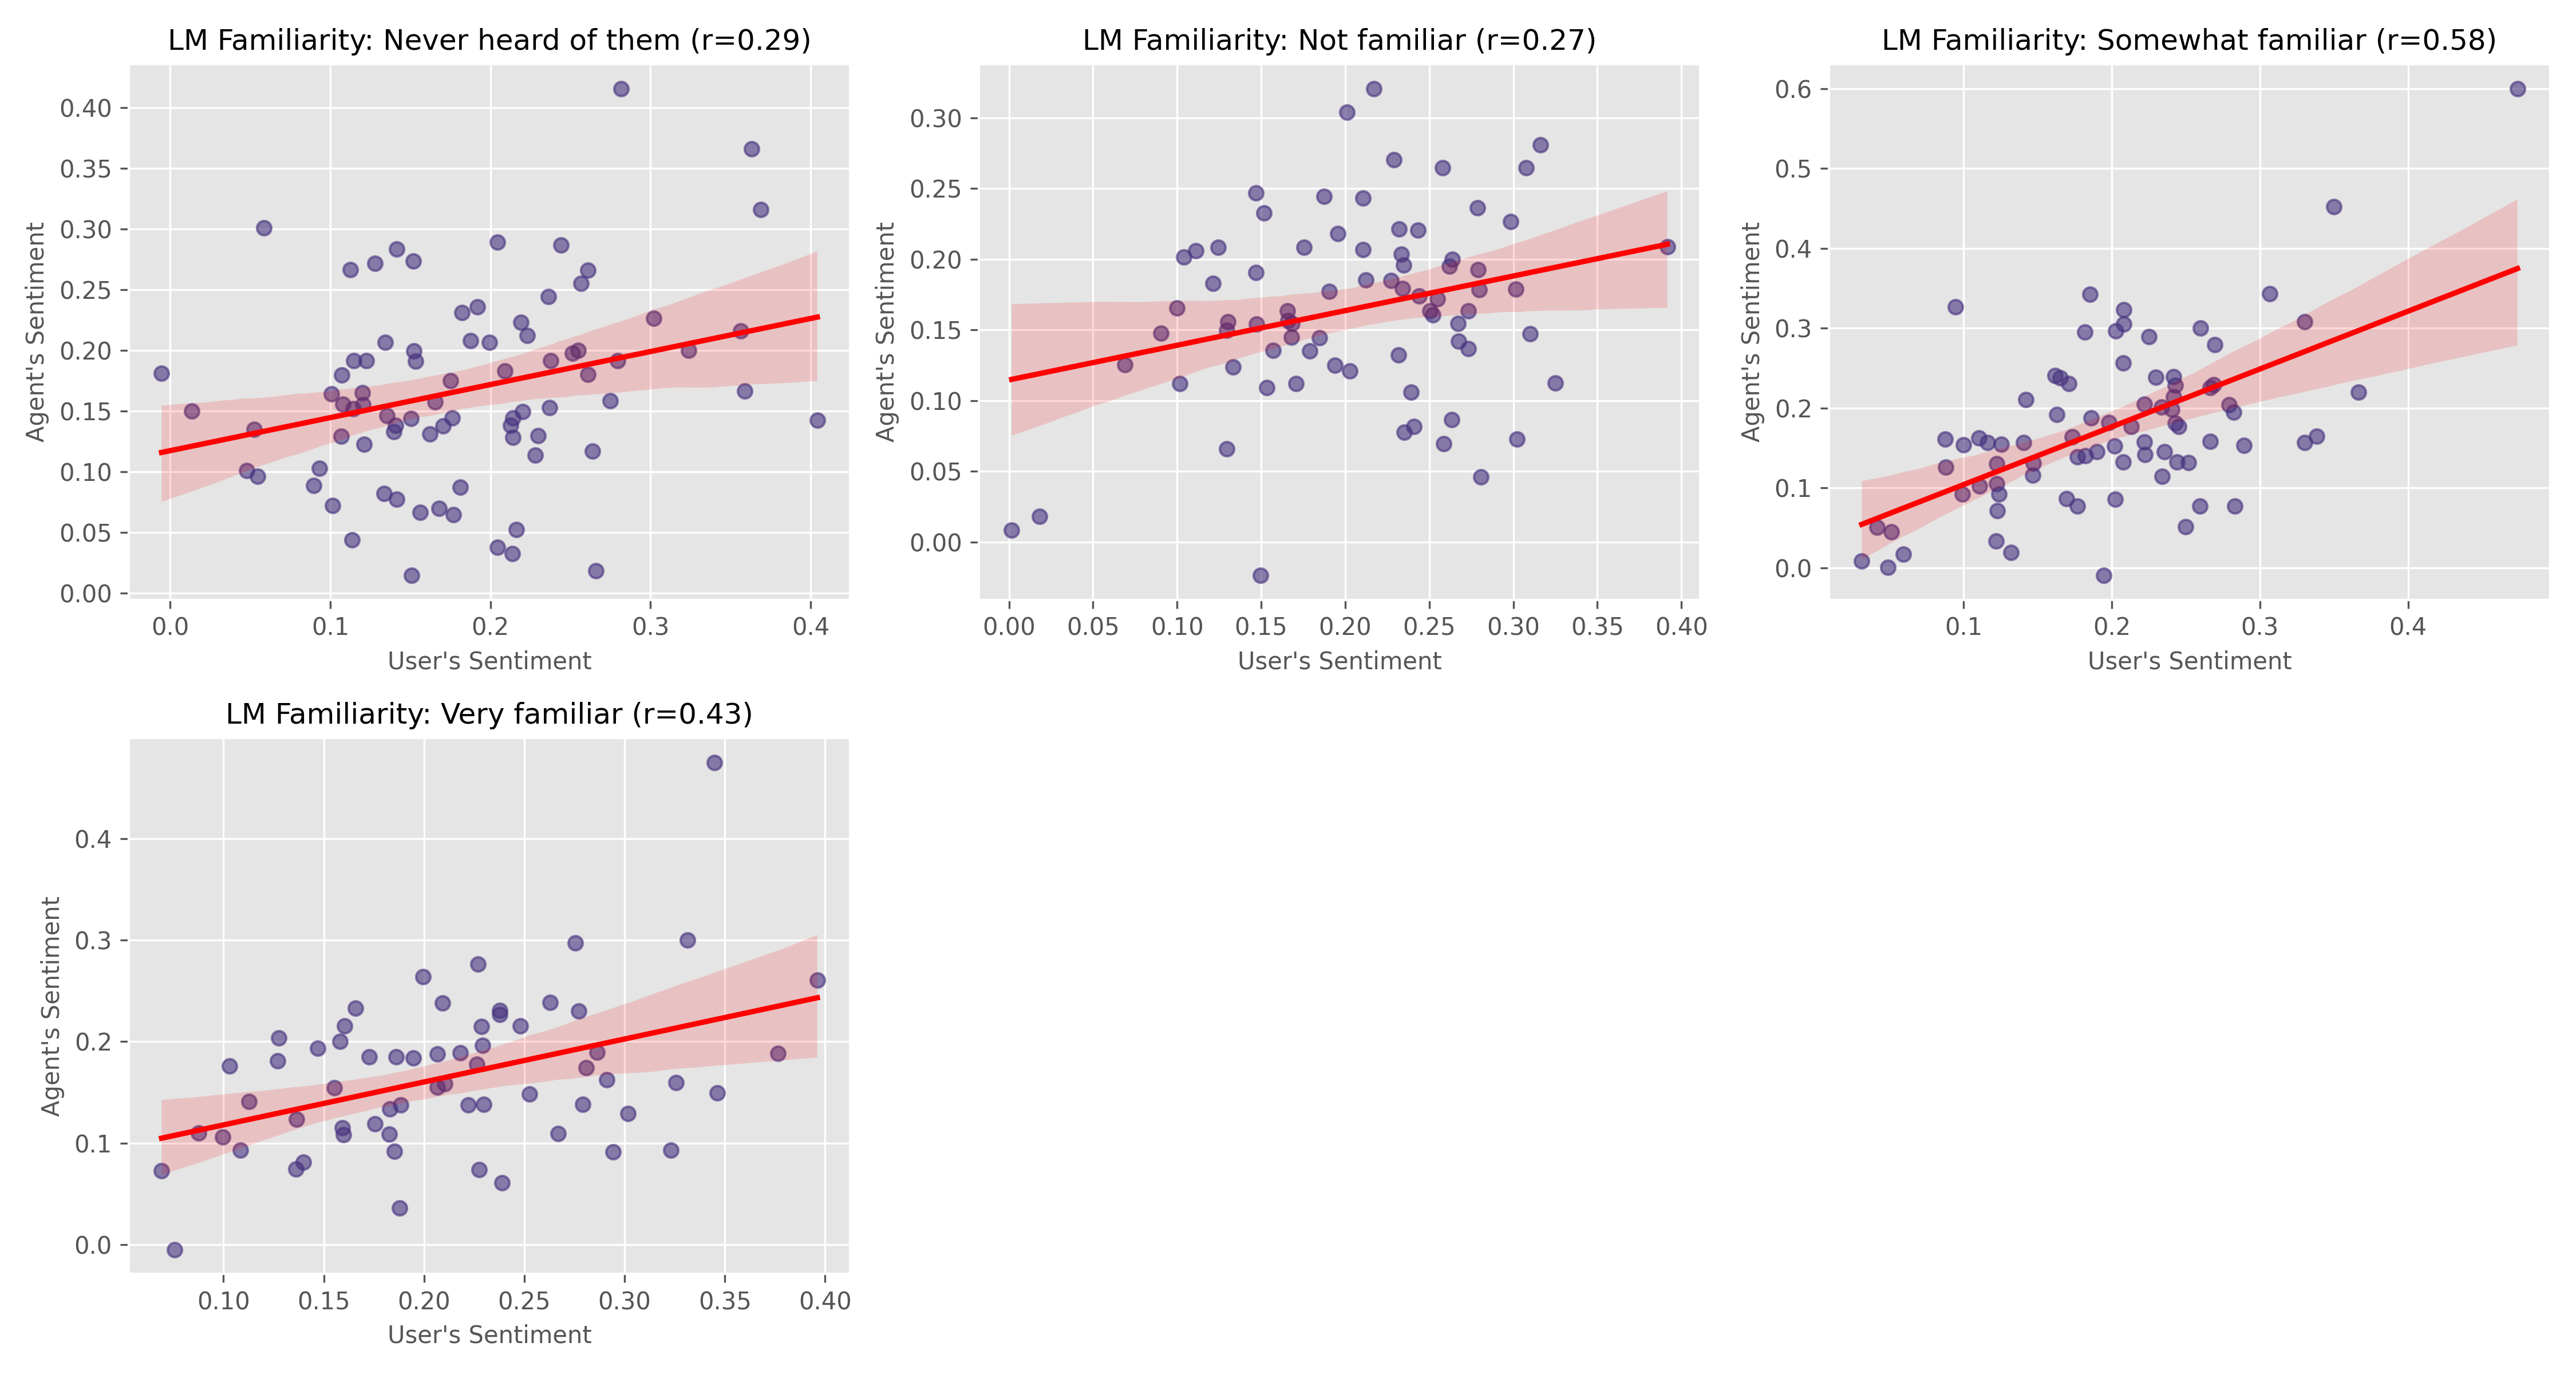 LM Familiarity: Never heard of them (r=0.29)
0.40
0.35
0.30
0.25
0.20
0.15
0.10
0.05
0.00
Agent's Sentiment
0.0 0.1 0.2 0.3 0.4
User's Sentiment
LM Familiarity: Not familiar (r=0.27)
0.30
0.25
0.20
0.15
0.10
0.05
0.00
Agent's Sentiment
0.00 0.05 0.10 0.15 0.20 0.25 0.30 0.35 0.40
User's Sentiment
LM Familiarity: Somewhat familiar (r=0.58)
0.6
0.5
0.4
0.3
0.2
0.1
0.0
Agent's Sentiment
0.1 0.2 0.3 0.4
User's Sentiment
LM Familiarity: Very familiar (r=0.43)
0.4
0.3
0.2
0.1
0.0
Agent's Sentiment
0.10 0.15 0.20 0.25 0.30 0.35 0.40
User's Sentiment